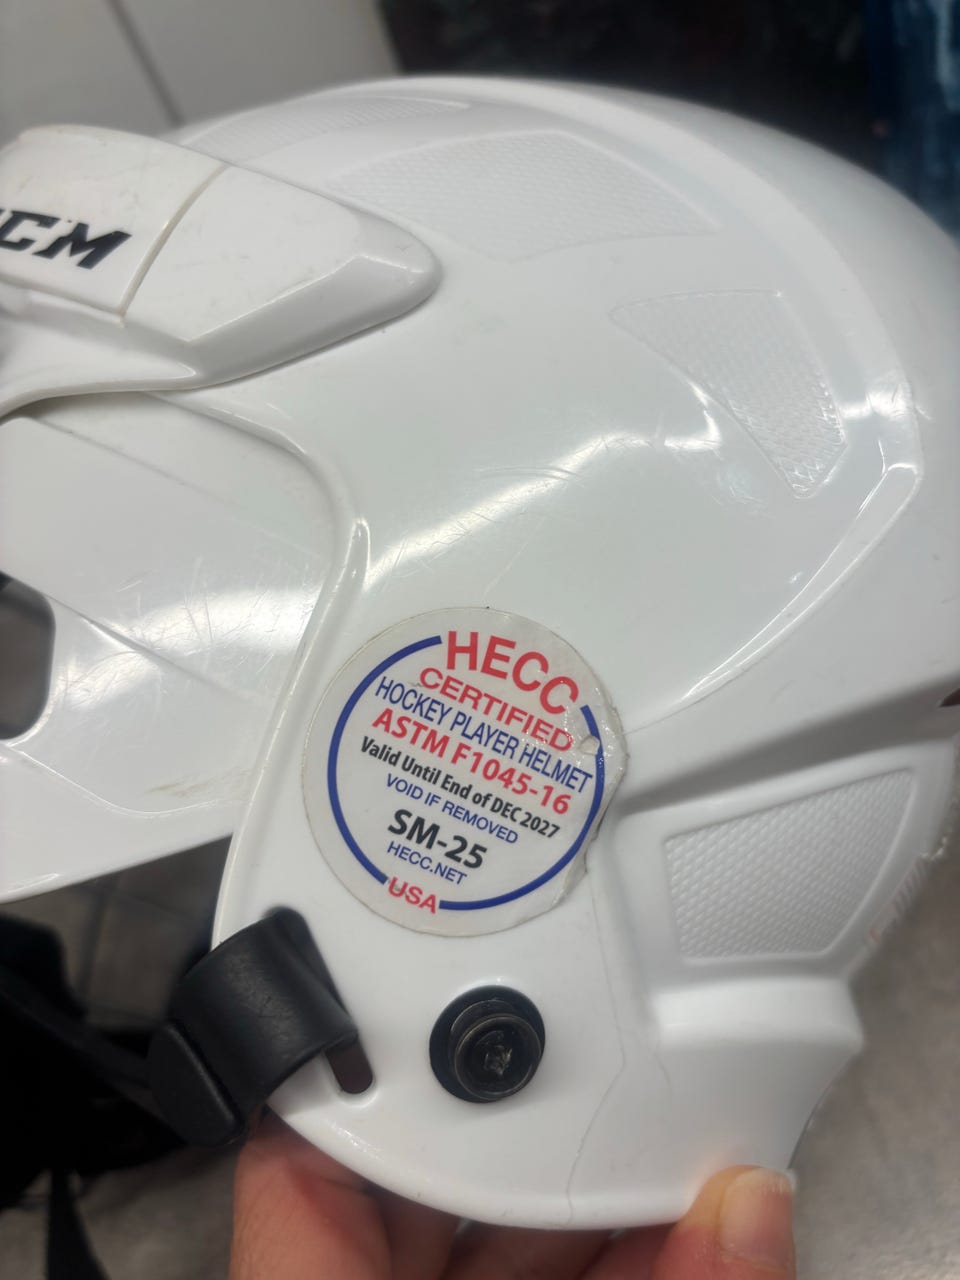 CCM
HECC
CERTIFIED
HOCKEY PLAYER HELMET
ASTM F1045-16
Valid Until End of DEC 2027
VOID IF REMOVED
SM-25
HECC.NET
USA